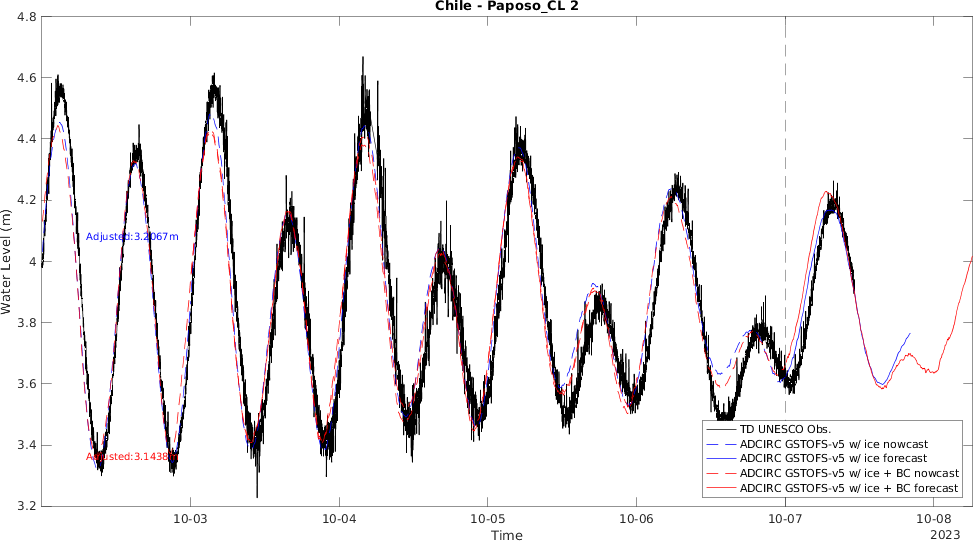 Chile - Paposo_CL 2
4.8
4.6
4.4
4.2
4
3.8
3.6
3.4
3.2
Water Level (m)
Adjusted:3.2067m
Adjusted:3.1438
TD UNESCO Obs.
ADCIRC GSTOFS-v5 w/ ice nowcast
ADCIRC GSTOFS-v5 w/ ice forecast
ADCIRC GSTOFS-v5 w/ ice + BC nowcast
ADCIRC GSTOFS-v5 w/ ice + BC forecast
10-03 10-04 10-05 10-06 10-07 10-08
Time
2023